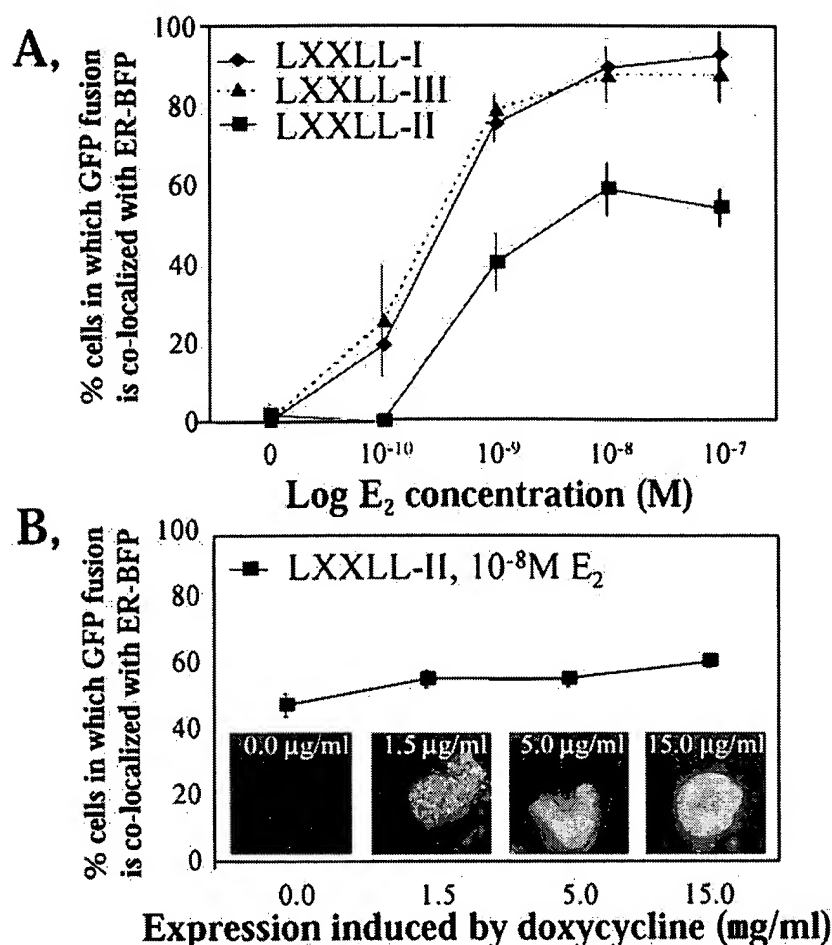 A,
100
80
60
40
20
0
LXXLL-I
LXXLL-III
LXXLL-II
% cells in which GFP fusion
is co-localized with ER-BFP
0 10⁻¹⁰ 10⁻⁹ 10⁻⁸ 10⁻⁷
Log E₂ concentration (M)
B,
100
80
60
40
20
0
LXXLL-II, 10⁻⁸M E₂
% cells in which GFP fusion
is co-localized with ER-BFP
0.0 µg/ml 1.5 µg/ml 5.0 µg/ml 15.0 µg/ml
0.0 1.5 5.0 15.0
Expression induced by doxycycline (mg/ml)